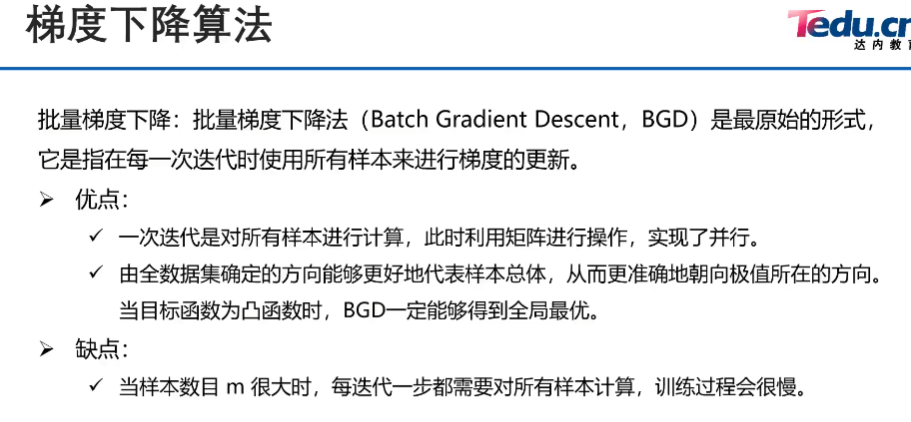 梯度下降算法
Tedu.cn
达内教育
批量梯度下降：批量梯度下降法（Batch Gradient Descent，BGD）是最原始的形式，
它是指在每一次迭代时使用所有样本来进行梯度的更新。
➢ 优点：
✓ 一次迭代是对所有样本进行计算，此时利用矩阵进行操作，实现了并行。
✓ 由全数据集确定的方向能够更好地代表样本总体，从而更准确地朝向极值所在的方向。
当目标函数为凸函数时，BGD一定能够得到全局最优。
➢ 缺点：
✓ 当样本数目 m 很大时，每迭代一步都需要对所有样本计算，训练过程会很慢。